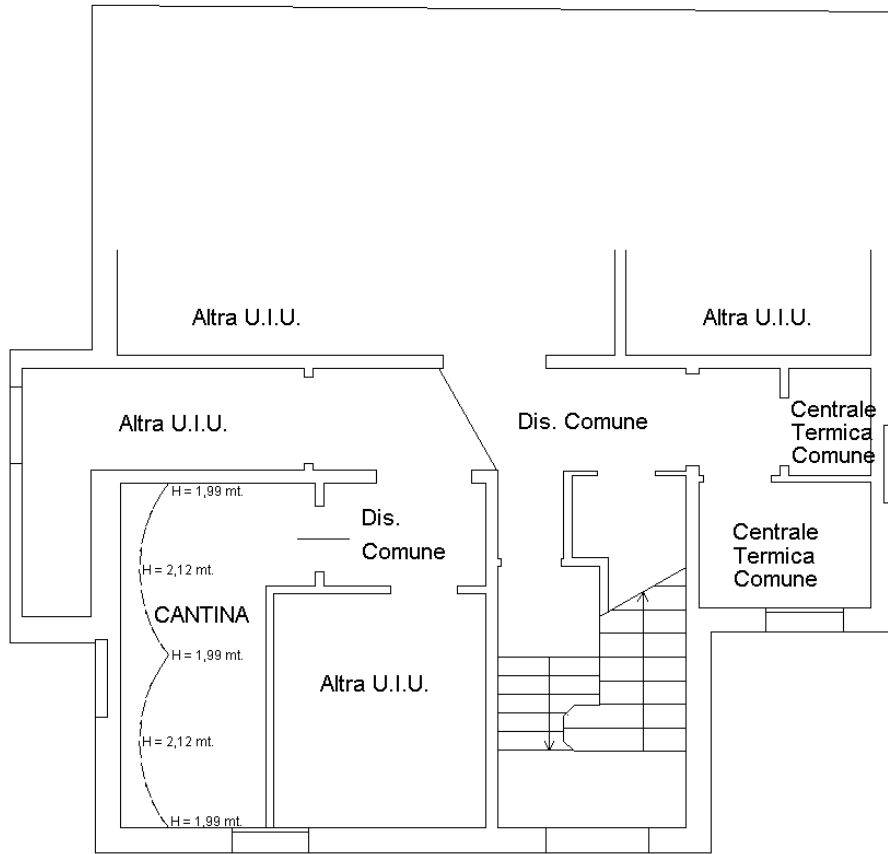 Altra U.I.U.
Altra U.I.U.
Altra U.I.U.
Dis. Comune
Centrale
Termica
Comune
H = 1,99 mt.
Dis.
Comune
Centrale
Termica
Comune
H = 2,12 mt.
CANTINA
H = 1,99 mt.
Altra U.I.U.
H = 2,12 mt.
H = 1,99 mt.